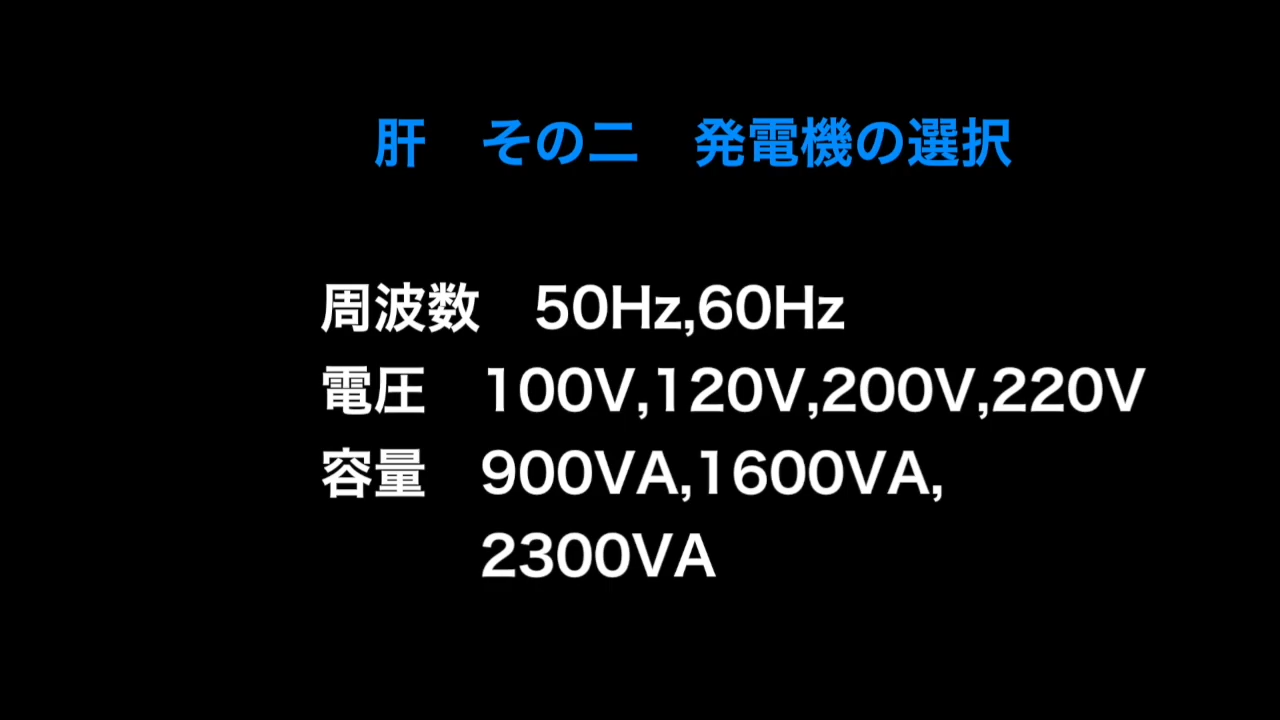 肝　その二　発電機の選択
周波数　50Hz,60Hz
電圧　100V,120V,200V,220V
容量　900VA,1600VA,
2300VA